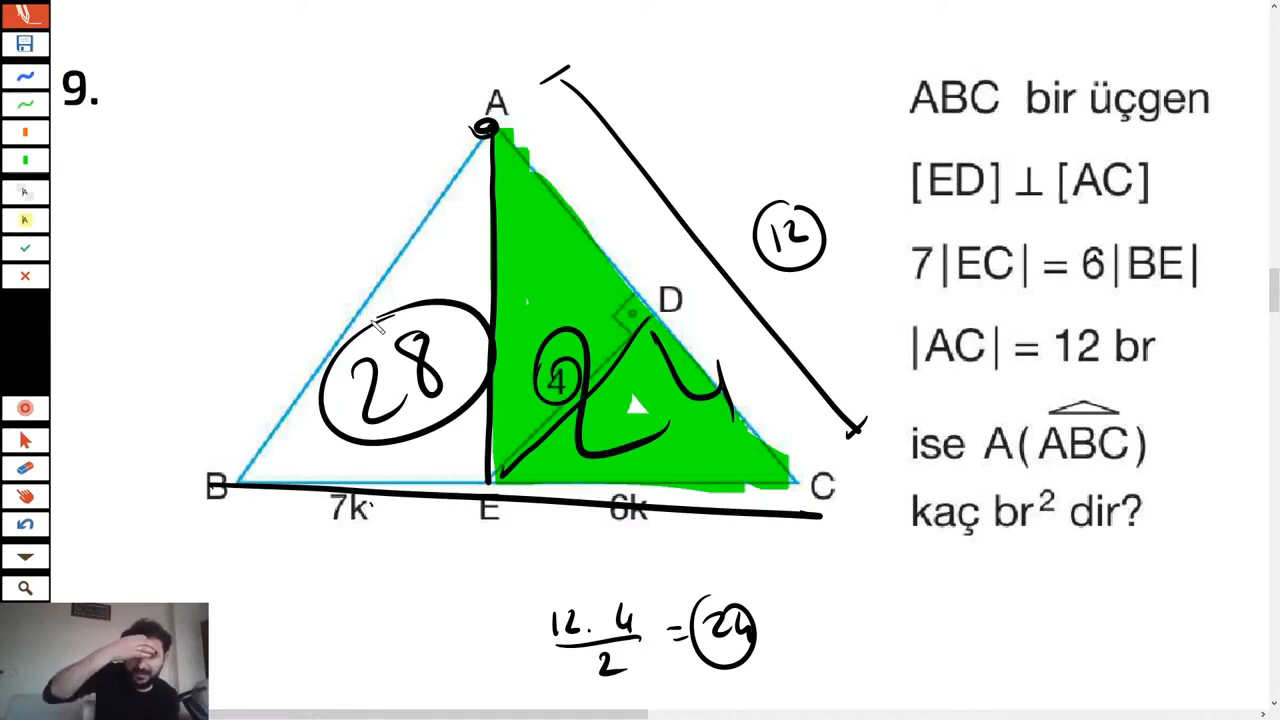 9.
A
ABC bir üçgen
[ED] ⊥ [AC]
12
7|EC| = 6|BE|
D
|AC| = 12 br
28
4
24
ise A(ABC)
B
C
7k
E
6k
kaç br² dir?
12. 4
2
= 24